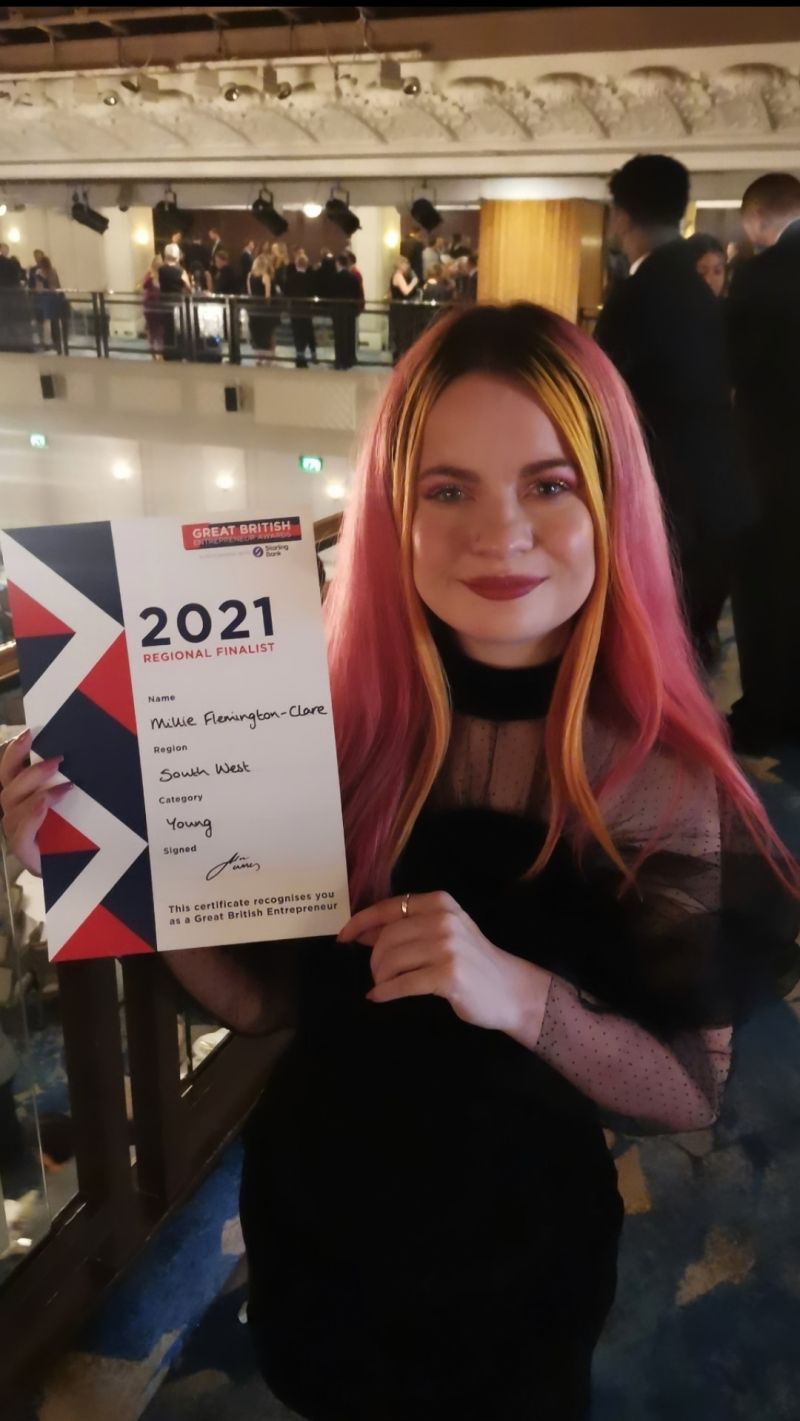 GREAT BRITISH
ENTREPRENEUR AWARDS
Starling
Bank
2021
REGIONAL FINALIST
Name
Millie Flemington-Clare
Region
South West
Category
Young
Signed
This certificate recognises you
as a Great British Entrepreneur